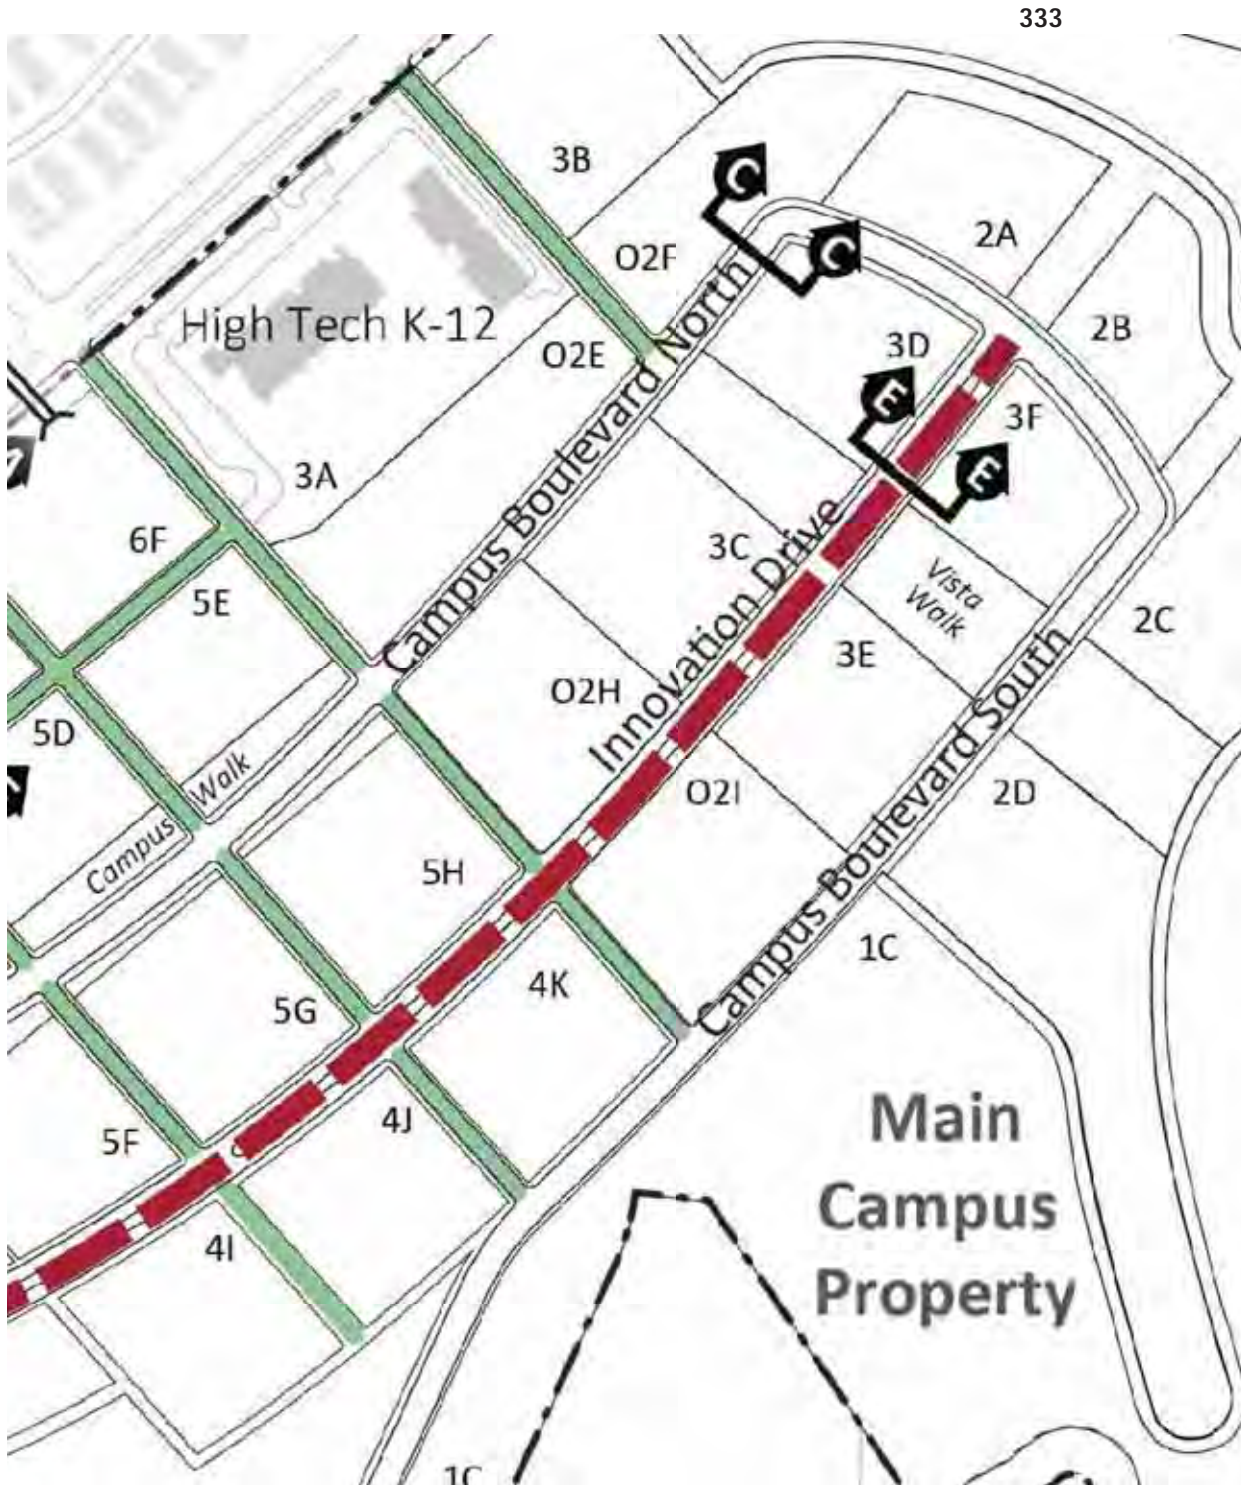 333
3B
C
O2F
C
2A
High Tech K-12
O2E
3D
2B
E
3F
E
3A
Campus Boulevard North
6F
5E
3C
Innovation Drive
Vista
Walk
2C
3E
O2H
5D
Walk
Campus
O2I
2D
5H
Campus Boulevard South
1C
4K
5G
4J
5F
4I
Main
Campus
Property
1C